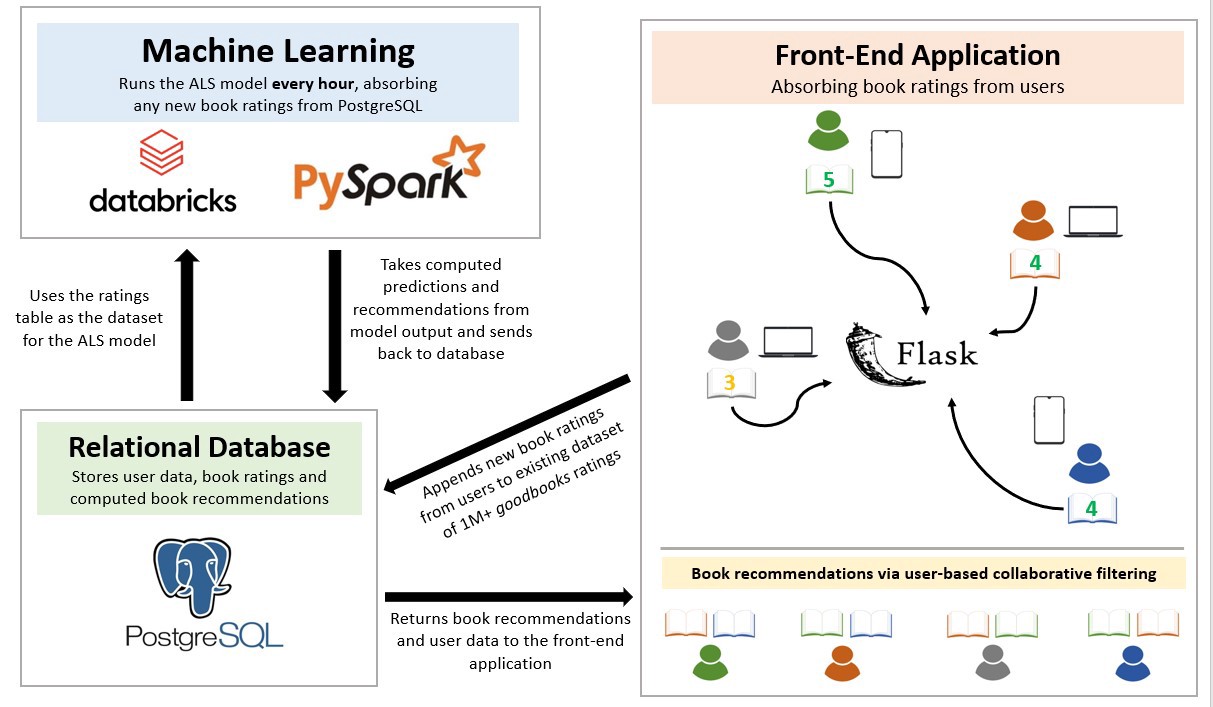 Machine Learning
Runs the ALS model every hour, absorbing
any new book ratings from PostgreSQL
databricks
PySpark
Uses the ratings
table as the dataset
for the ALS model
Takes computed
predictions and
recommendations from
model output and sends
back to database
Relational Database
Stores user data, book ratings and
computed book recommendations
PostgreSQL
Appends new book ratings
from users to existing dataset
of 1M+ goodbooks ratings
Returns book recommendations
and user data to the front-end
application
Front-End Application
Absorbing book ratings from users
5
4
Flask
3
4
Book recommendations via user-based collaborative filtering